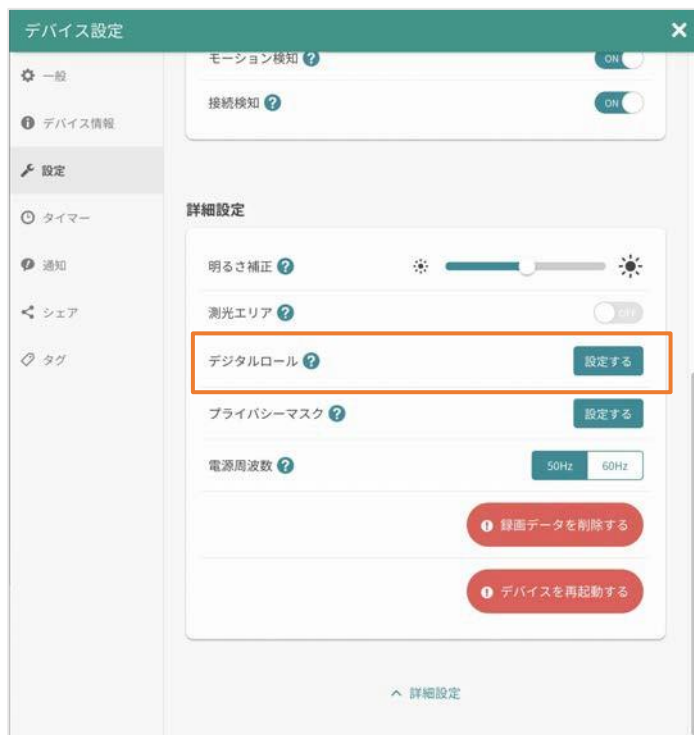 デバイス設定
一般
デバイス情報
設定
タイマー
通知
シェア
タグ
モーション検知 ?
ON
接続検知 ?
ON
詳細設定
明るさ補正 ?
測光エリア ?
OFF
デジタルロール ?
設定する
プライバシーマスク ?
設定する
電源周波数 ?
50Hz 60Hz
録画データを削除する
デバイスを再起動する
詳細設定